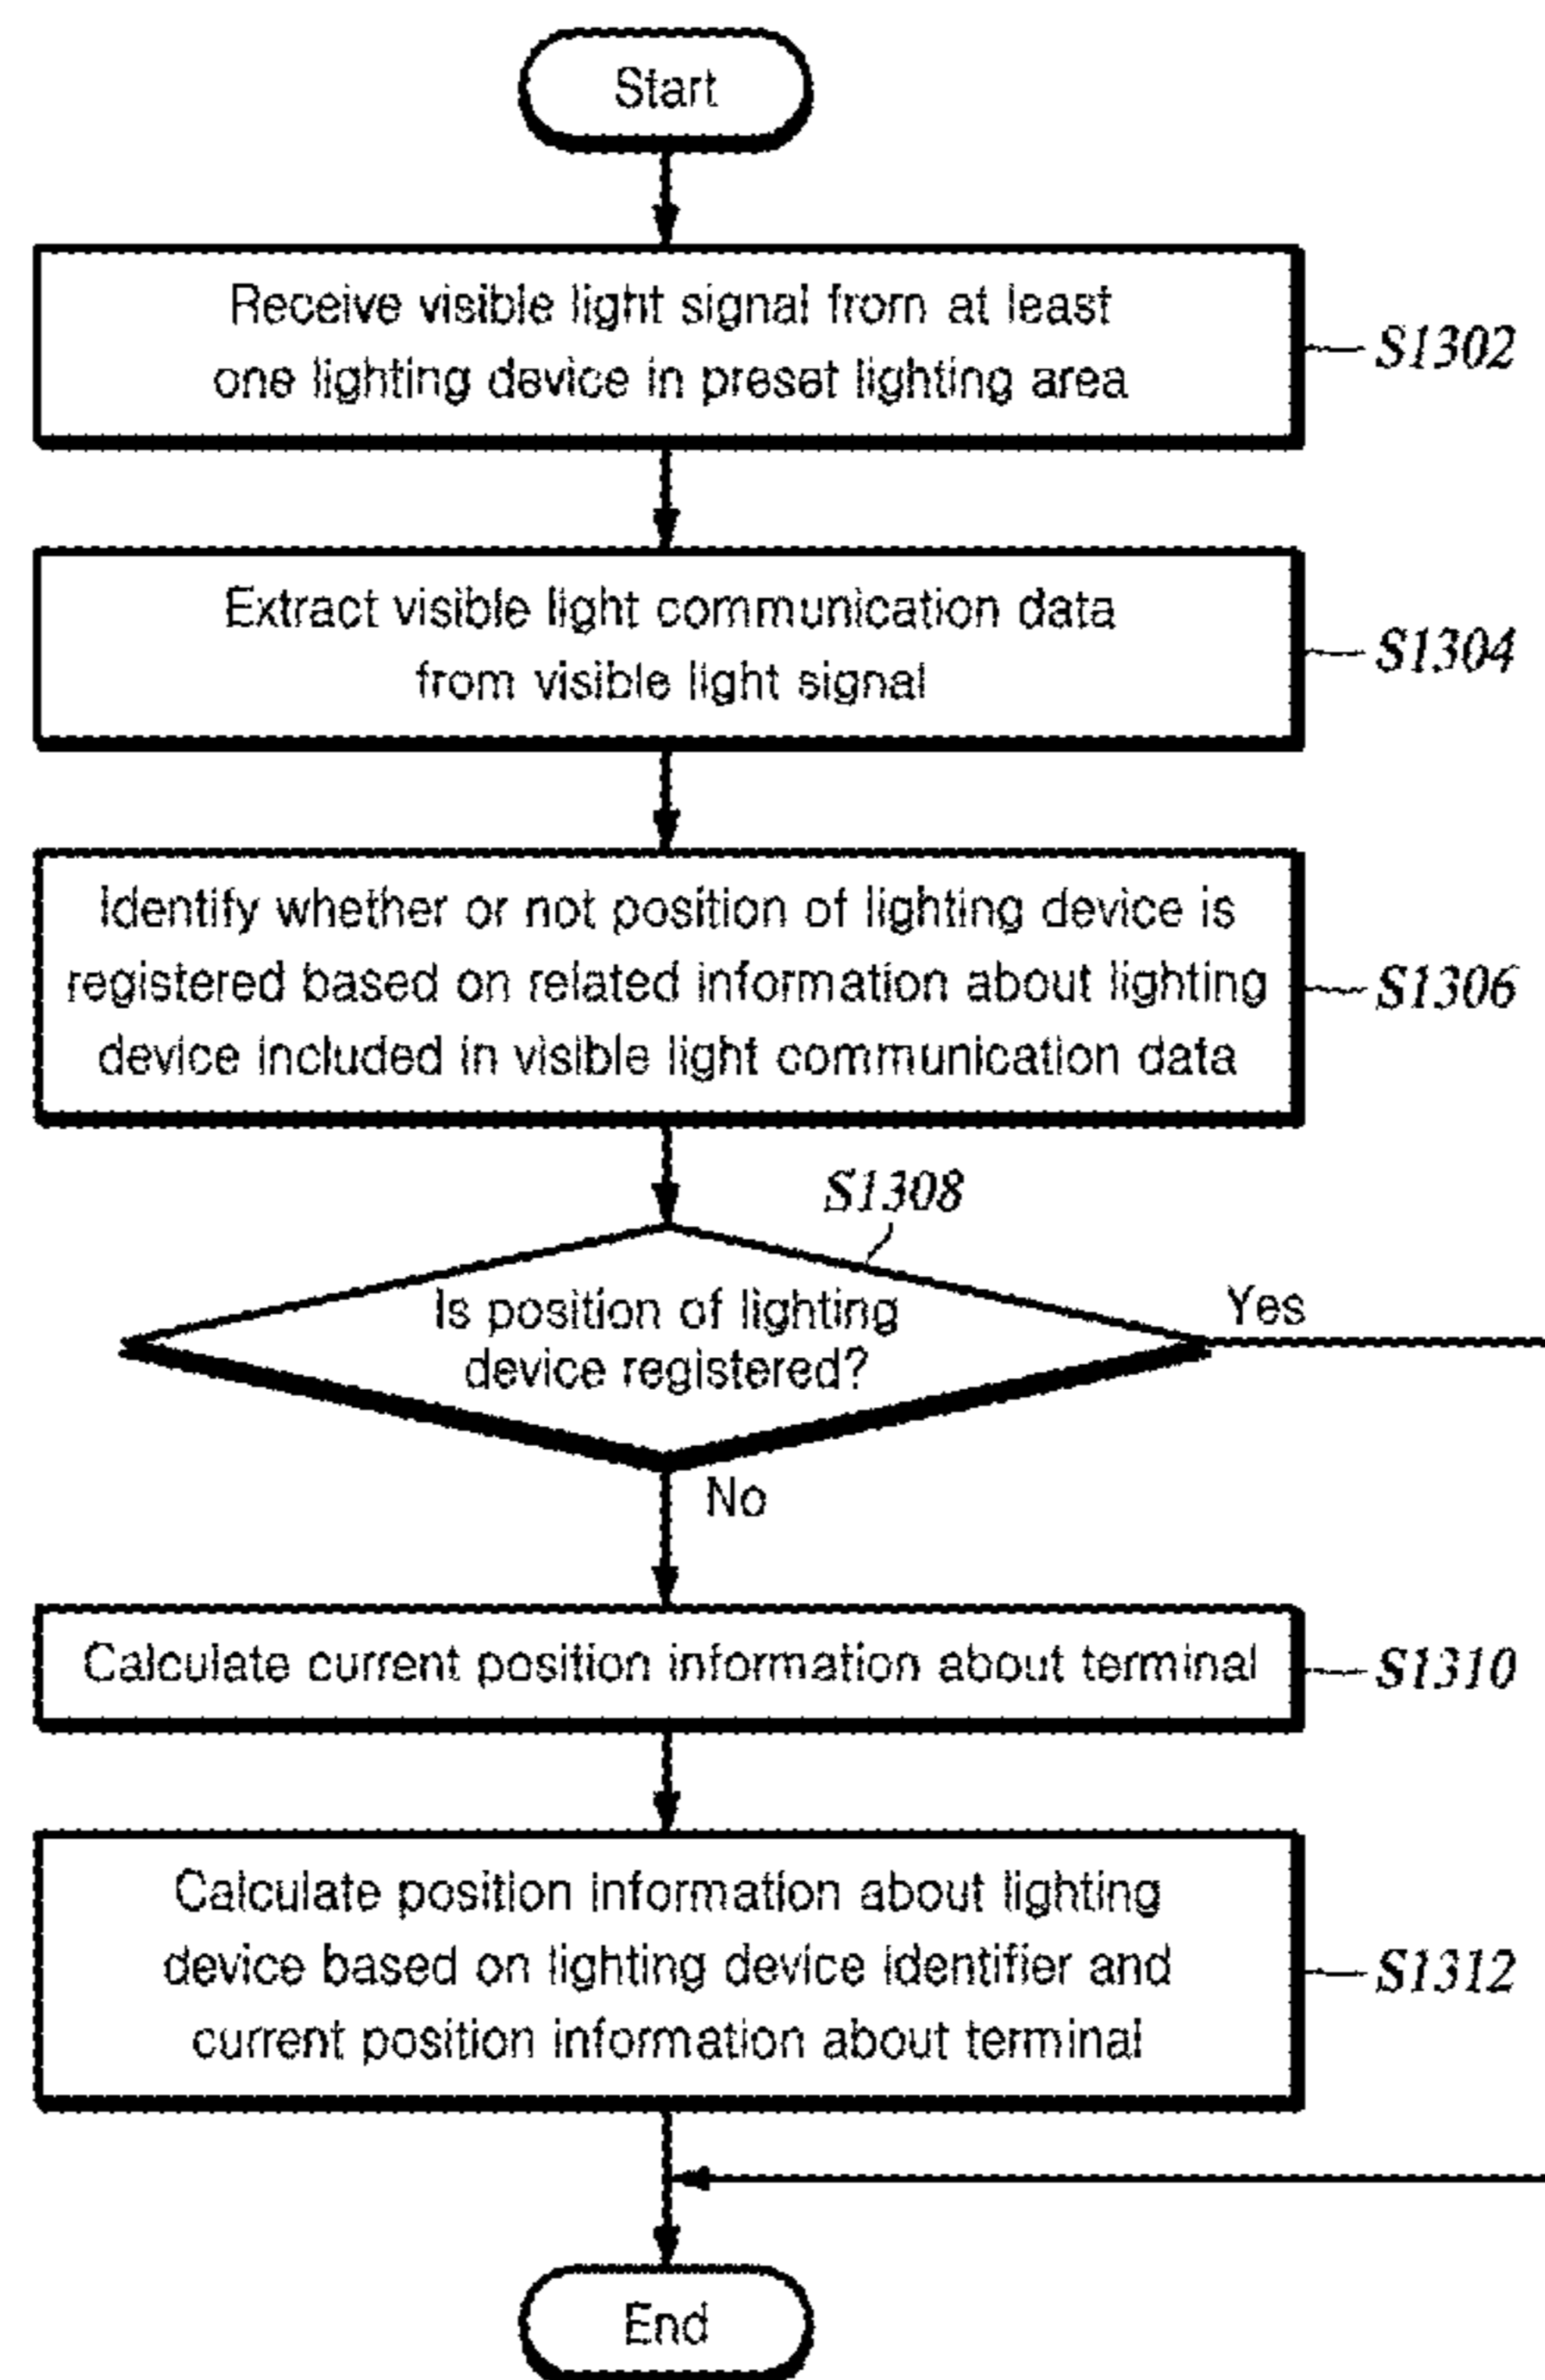 Start
Receive visible light signal from at least
one lighting device in preset lighting area
S1302
Extract visible light communication data
from visible light signal
S1304
Identify whether or not position of lighting device is
registered based on related information about lighting
device included in visible light communication data
S1306
S1308
Is position of lighting
device registered?
Yes
No
Calculate current position information about terminal
S1310
Calculate position information about lighting
device based on lighting device identifier and
current position information about terminal
S1312
End